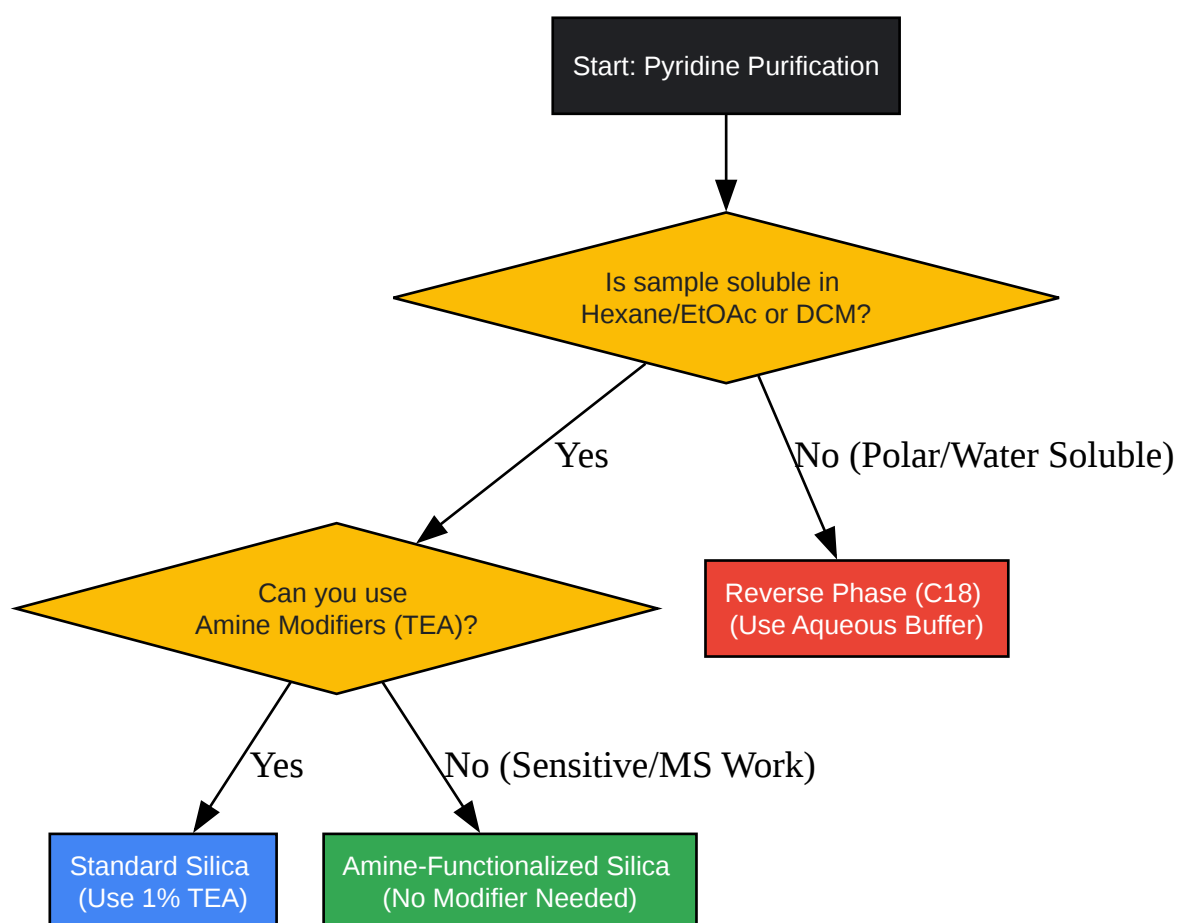 Start: Pyridine Purification
Is sample soluble in
Hexane/EtOAc or DCM?
Yes
No (Polar/Water Soluble)
Can you use
Amine Modifiers (TEA)?
Reverse Phase (C18)
(Use Aqueous Buffer)
Yes
No (Sensitive/MS Work)
Standard Silica
(Use 1% TEA)
Amine-Functionalized Silica
(No Modifier Needed)